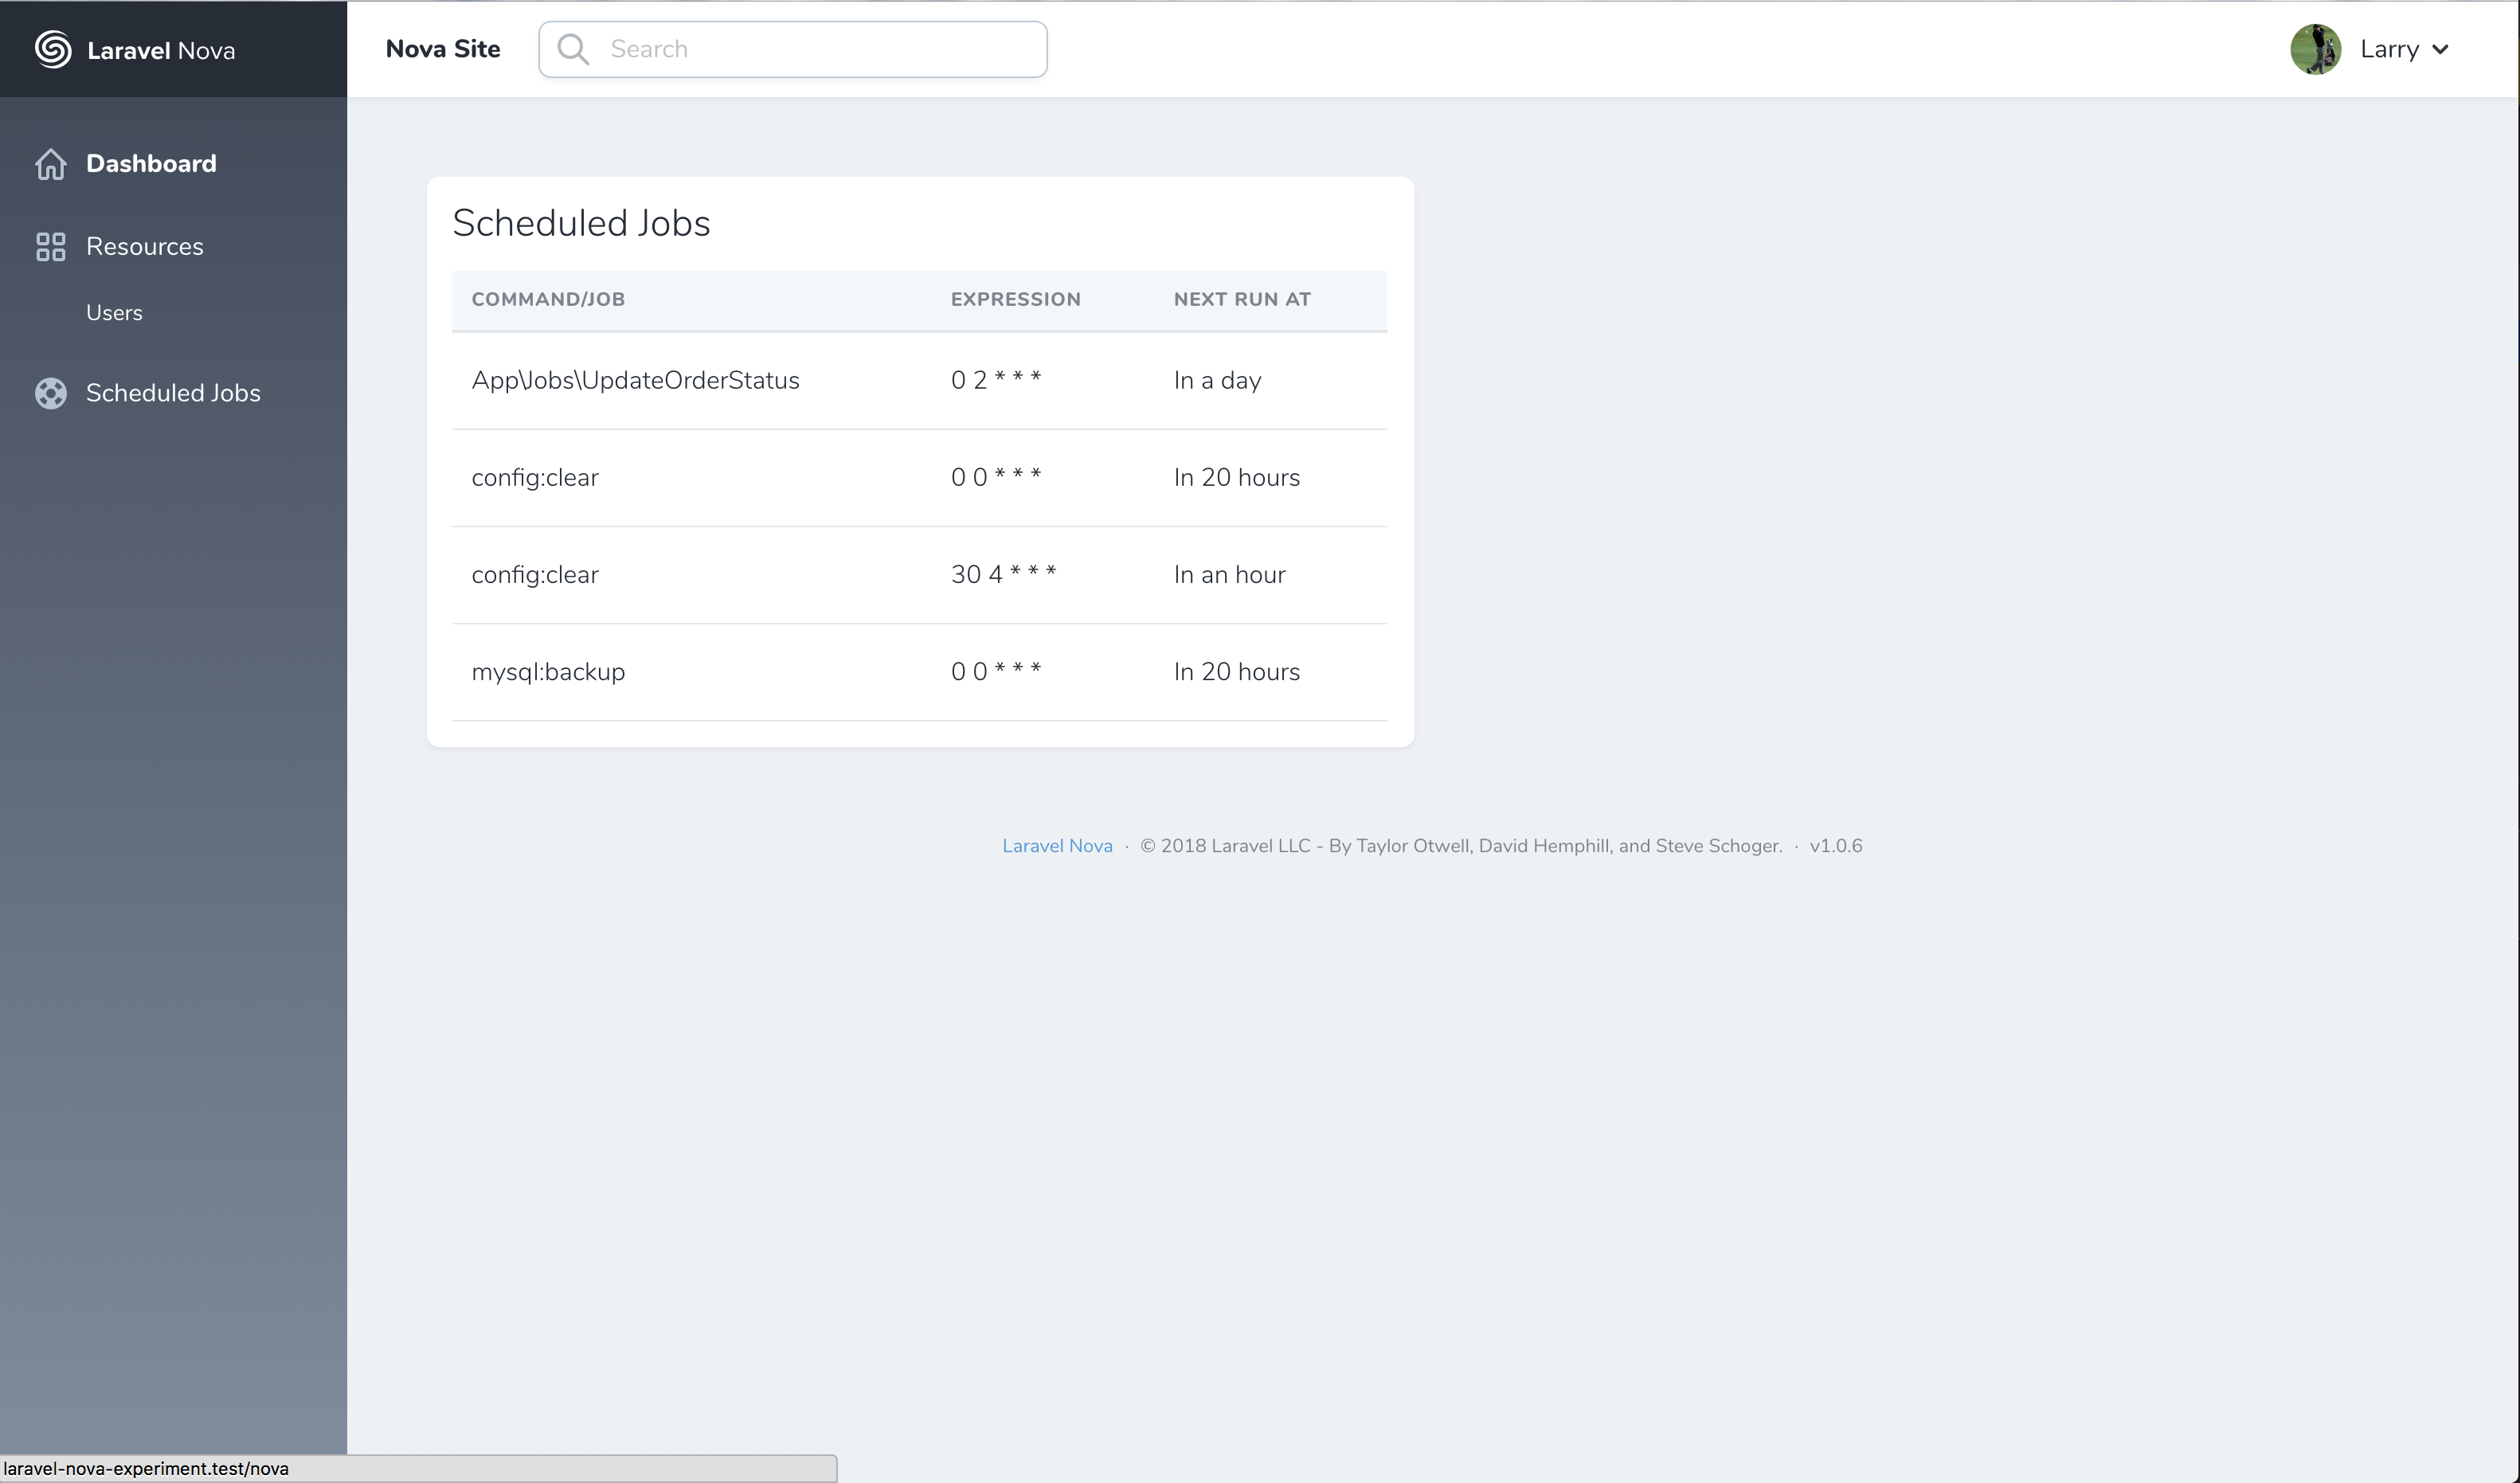 Laravel Nova
Nova Site
Search
Larry
Dashboard
Resources
Users
Scheduled Jobs
Scheduled Jobs
COMMAND/JOB EXPRESSION NEXT RUN AT
App\Jobs\UpdateOrderStatus 0 2 * * * In a day
config:clear 0 0 * * * In 20 hours
config:clear 30 4 * * * In an hour
mysql:backup 0 0 * * * In 20 hours
Laravel Nova · © 2018 Laravel LLC - By Taylor Otwell, David Hemphill, and Steve Schoger. · v1.0.6
laravel-nova-experiment.test/nova